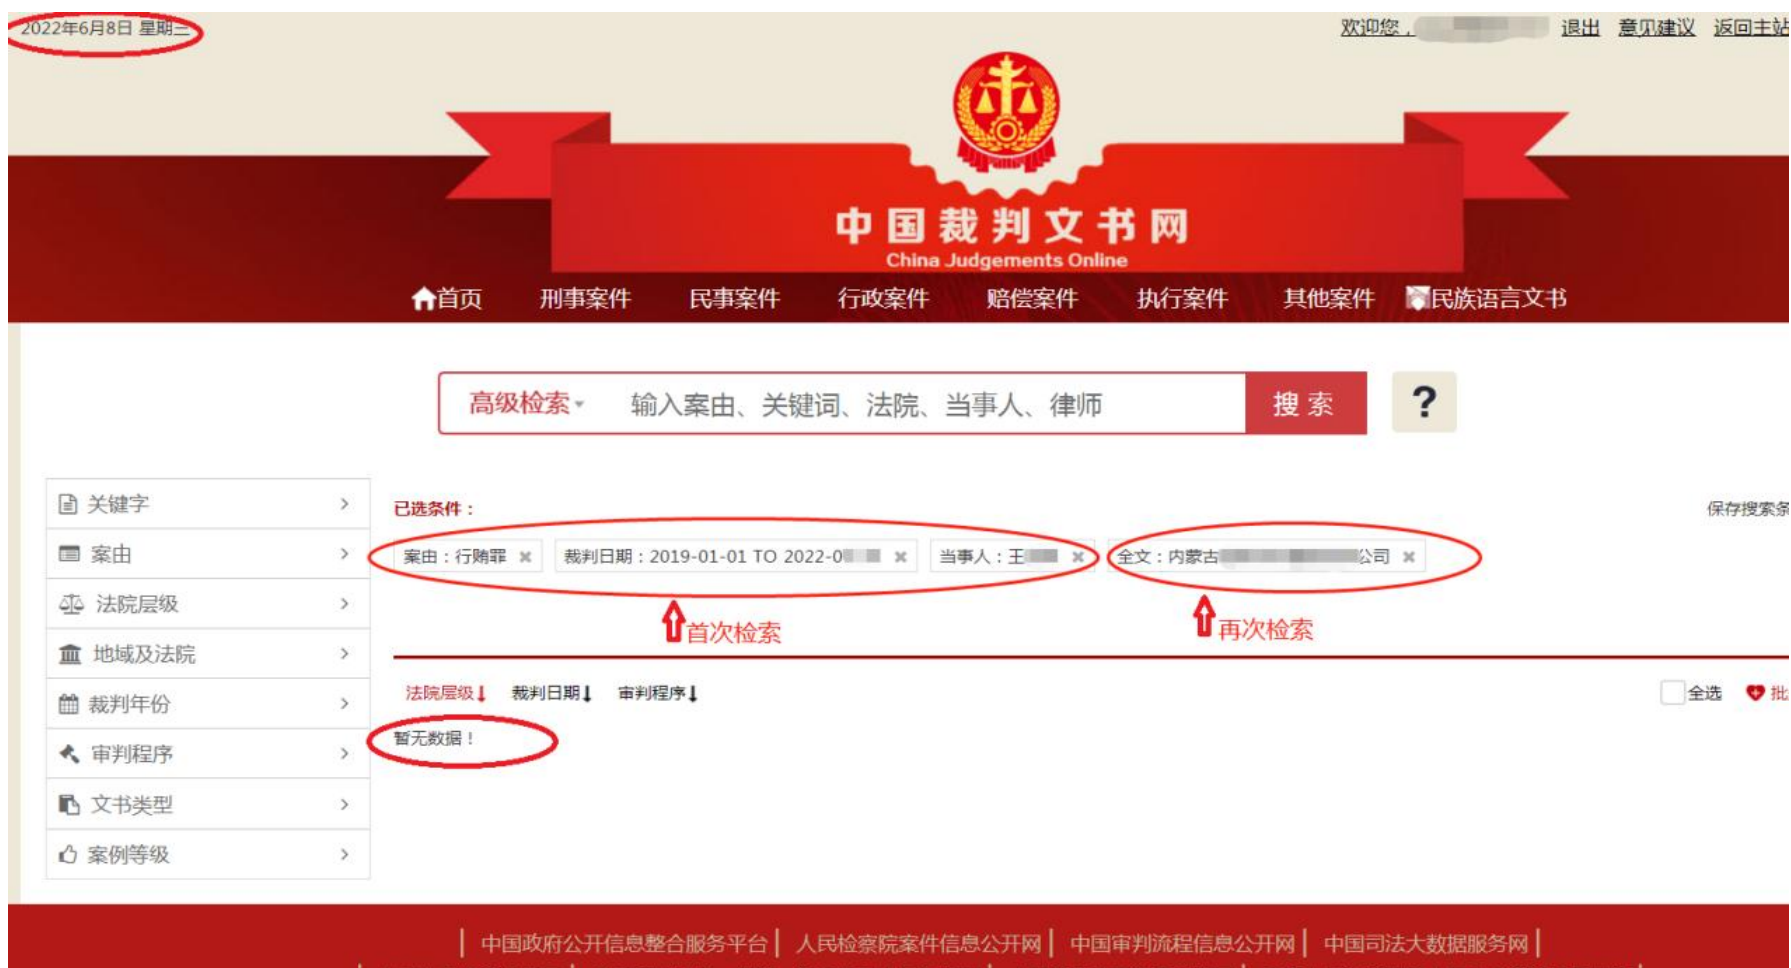 2022年6月8日 星期三
欢迎您， 退出 意见建议 返回主站
中国裁判文书网
China Judgements Online
首页 刑事案件 民事案件 行政案件 赔偿案件 执行案件 其他案件 民族语言文书
高级检索 输入案由、关键词、法院、当事人、律师 搜索 ?
关键字
案由
法院层级
地域及法院
裁判年份
审判程序
文书类型
案例等级
已选条件：
保存搜索条
案由：行贿罪 × 裁判日期：2019-01-01 TO 2022-0 × 当事人：王 × 全文：内蒙古 公司 ×
首次检索
再次检索
法院层级 裁判日期 审判程序
全选 批
暂无数据！
中国政府公开信息整合服务平台 | 人民检察院案件信息公开网 | 中国审判流程信息公开网 | 中国司法大数据服务网